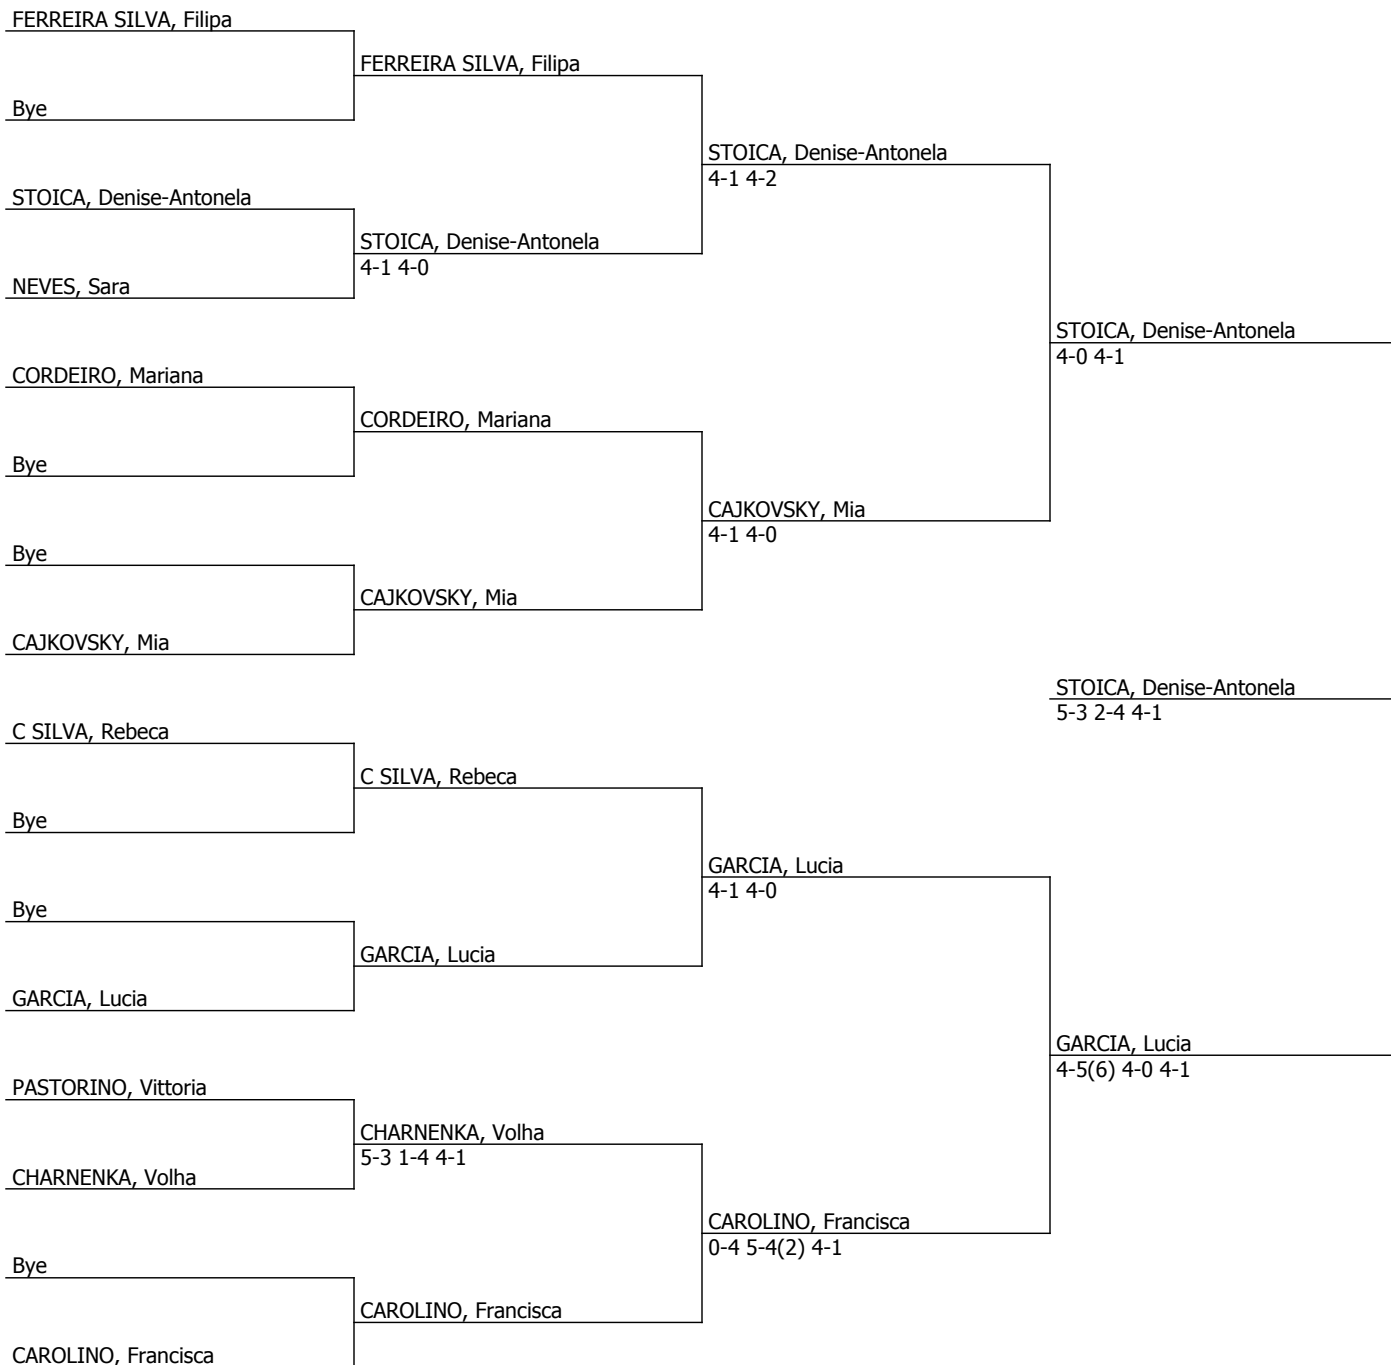 FERREIRA SILVA, Filipa
Bye
STOICA, Denise-Antonela
NEVES, Sara
CORDEIRO, Mariana
Bye
Bye
CAJKOVSKY, Mia
C SILVA, Rebeca
Bye
Bye
GARCIA, Lucia
PASTORINO, Vittoria
CHARNENKA, Volha
Bye
CAROLINO, Francisca
FERREIRA SILVA, Filipa
STOICA, Denise-Antonela
4-1 4-0
CORDEIRO, Mariana
CAJKOVSKY, Mia
C SILVA, Rebeca
GARCIA, Lucia
CHARNENKA, Volha
5-3 1-4 4-1
CAROLINO, Francisca
STOICA, Denise-Antonela
4-1 4-2
CAJKOVSKY, Mia
4-1 4-0
GARCIA, Lucia
4-1 4-0
CAROLINO, Francisca
0-4 5-4(2) 4-1
STOICA, Denise-Antonela
4-0 4-1
STOICA, Denise-Antonela
5-3 2-4 4-1
GARCIA, Lucia
4-5(6) 4-0 4-1